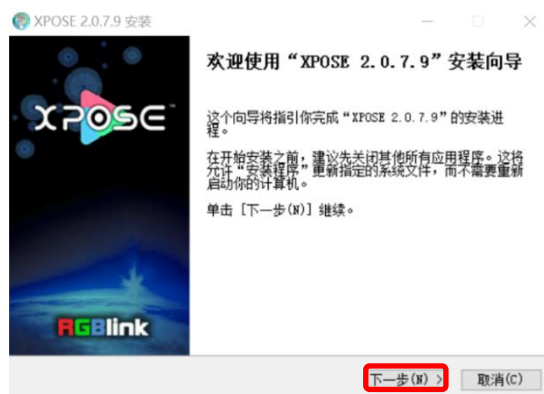 XPOSE 2.0.7.9 安装
欢迎使用“XPOSE 2.0.7.9”安装向导
XPOSE™
这个向导将指引你完成“XPOSE 2.0.7.9”的安装进
程。
在开始安装之前，建议先关闭其他所有应用程序。这将
允许“安装程序”更新指定的系统文件，而不需要重新
启动你的计算机。
单击 [下一步(N)] 继续。
RGBlink
下一步(N) >
取消(C)